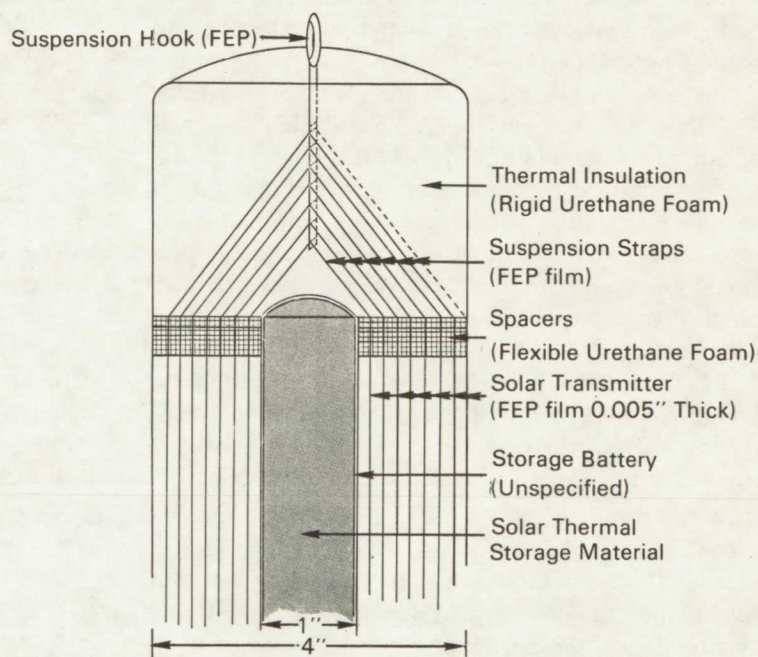 Suspension Hook (FEP)
Thermal Insulation
(Rigid Urethane Foam)
Suspension Straps
(FEP film)
Spacers
(Flexible Urethane Foam)
Solar Transmitter
(FEP film 0.005" Thick)
Storage Battery
(Unspecified)
Solar Thermal
Storage Material
1"
4"